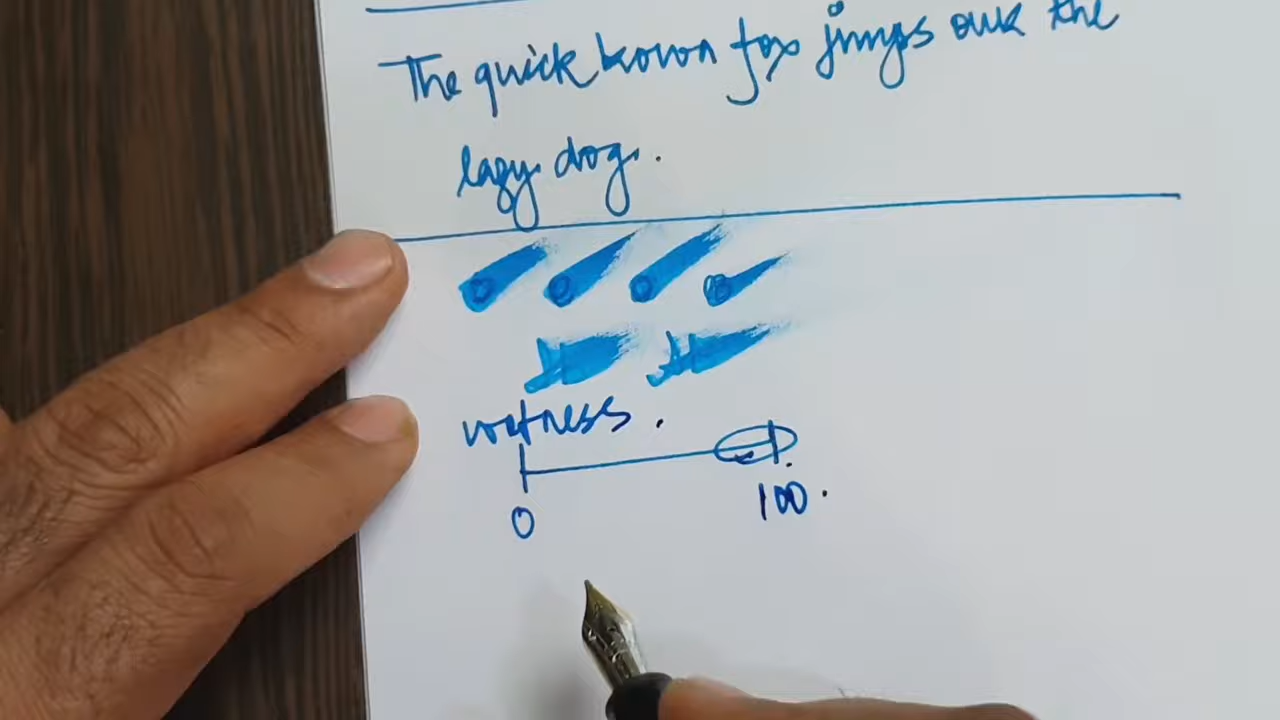 The quick brown fox jumps over the
lazy dog.
wetness.
0
100.